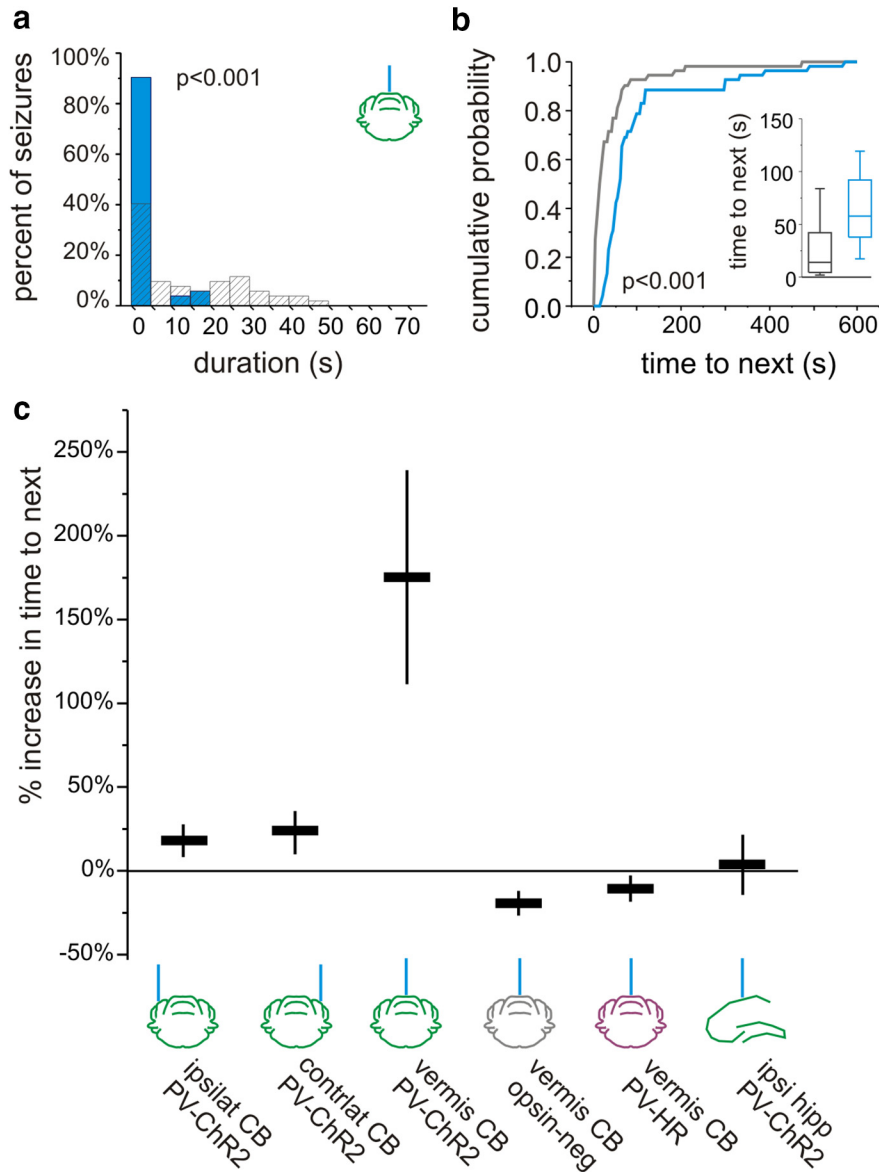 a
percent of seizures
100%
80%
60%
40%
20%
0%
p<0.001
0 10 20 30 40 50 60 70
duration (s)
b
cumulative probability
1.0
0.8
0.6
0.4
0.2
0.0
p<0.001
0 200 400 600
time to next (s)
time to next (s)
150
100
50
0
c
% increase in time to next
250%
200%
150%
100%
50%
0%
-50%
ipsilat CB
PV-ChR2
contrlat CB
PV-ChR2
vermis CB
PV-ChR2
vermis CB
opsin-neg
vermis CB
PV-HR
ipsi hipp
PV-ChR2